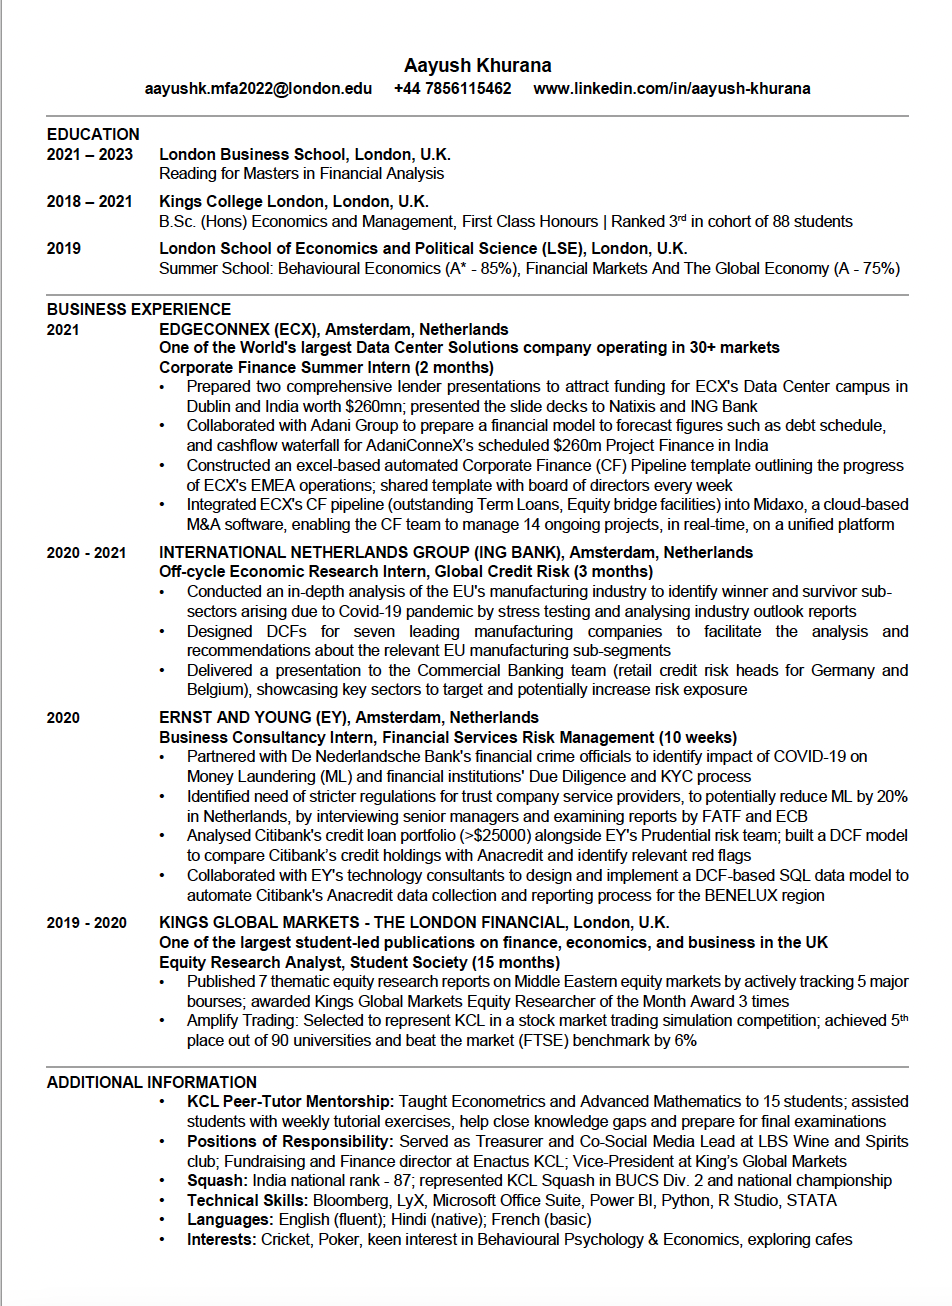 Aayush Khurana
aayushk.mfa2022@london.edu +44 7856115462 www.linkedin.com/in/aayush-khurana
EDUCATION
2021 – 2023 London Business School, London, U.K.
Reading for Masters in Financial Analysis
2018 – 2021 Kings College London, London, U.K.
B.Sc. (Hons) Economics and Management, First Class Honours | Ranked 3rd in cohort of 88 students
2019 London School of Economics and Political Science (LSE), London, U.K.
Summer School: Behavioural Economics (A* - 85%), Financial Markets And The Global Economy (A - 75%)
BUSINESS EXPERIENCE
2021 EDGECONNEX (ECX), Amsterdam, Netherlands
One of the World's largest Data Center Solutions company operating in 30+ markets
Corporate Finance Summer Intern (2 months)
• Prepared two comprehensive lender presentations to attract funding for ECX's Data Center campus in
Dublin and India worth $260mn; presented the slide decks to Natixis and ING Bank
• Collaborated with Adani Group to prepare a financial model to forecast figures such as debt schedule,
and cashflow waterfall for AdaniConneX's scheduled $260m Project Finance in India
• Constructed an excel-based automated Corporate Finance (CF) Pipeline template outlining the progress
of ECX's EMEA operations; shared template with board of directors every week
• Integrated ECX's CF pipeline (outstanding Term Loans, Equity bridge facilities) into Midaxo, a cloud-based
M&A software, enabling the CF team to manage 14 ongoing projects, in real-time, on a unified platform
2020 - 2021 INTERNATIONAL NETHERLANDS GROUP (ING BANK), Amsterdam, Netherlands
Off-cycle Economic Research Intern, Global Credit Risk (3 months)
• Conducted an in-depth analysis of the EU's manufacturing industry to identify winner and survivor sub-
sectors arising due to Covid-19 pandemic by stress testing and analysing industry outlook reports
• Designed DCFs for seven leading manufacturing companies to facilitate the analysis and
recommendations about the relevant EU manufacturing sub-segments
• Delivered a presentation to the Commercial Banking team (retail credit risk heads for Germany and
Belgium), showcasing key sectors to target and potentially increase risk exposure
2020 ERNST AND YOUNG (EY), Amsterdam, Netherlands
Business Consultancy Intern, Financial Services Risk Management (10 weeks)
• Partnered with De Nederlandsche Bank's financial crime officials to identify impact of COVID-19 on
Money Laundering (ML) and financial institutions' Due Diligence and KYC process
• Identified need of stricter regulations for trust company service providers, to potentially reduce ML by 20%
in Netherlands, by interviewing senior managers and examining reports by FATF and ECB
• Analysed Citibank's credit loan portfolio (>$25000) alongside EY's Prudential risk team; built a DCF model
to compare Citibank's credit holdings with Anacredit and identify relevant red flags
• Collaborated with EY's technology consultants to design and implement a DCF-based SQL data model to
automate Citibank's Anacredit data collection and reporting process for the BENELUX region
2019 - 2020 KINGS GLOBAL MARKETS - THE LONDON FINANCIAL, London, U.K.
One of the largest student-led publications on finance, economics, and business in the UK
Equity Research Analyst, Student Society (15 months)
• Published 7 thematic equity research reports on Middle Eastern equity markets by actively tracking 5 major
bourses; awarded Kings Global Markets Equity Researcher of the Month Award 3 times
• Amplify Trading: Selected to represent KCL in a stock market trading simulation competition; achieved 5th
place out of 90 universities and beat the market (FTSE) benchmark by 6%
ADDITIONAL INFORMATION
• KCL Peer-Tutor Mentorship: Taught Econometrics and Advanced Mathematics to 15 students; assisted
students with weekly tutorial exercises, help close knowledge gaps and prepare for final examinations
• Positions of Responsibility: Served as Treasurer and Co-Social Media Lead at LBS Wine and Spirits
club; Fundraising and Finance director at Enactus KCL; Vice-President at King's Global Markets
• Squash: India national rank - 87; represented KCL Squash in BUCS Div. 2 and national championship
• Technical Skills: Bloomberg, LyX, Microsoft Office Suite, Power BI, Python, R Studio, STATA
• Languages: English (fluent); Hindi (native); French (basic)
• Interests: Cricket, Poker, keen interest in Behavioural Psychology & Economics, exploring cafes